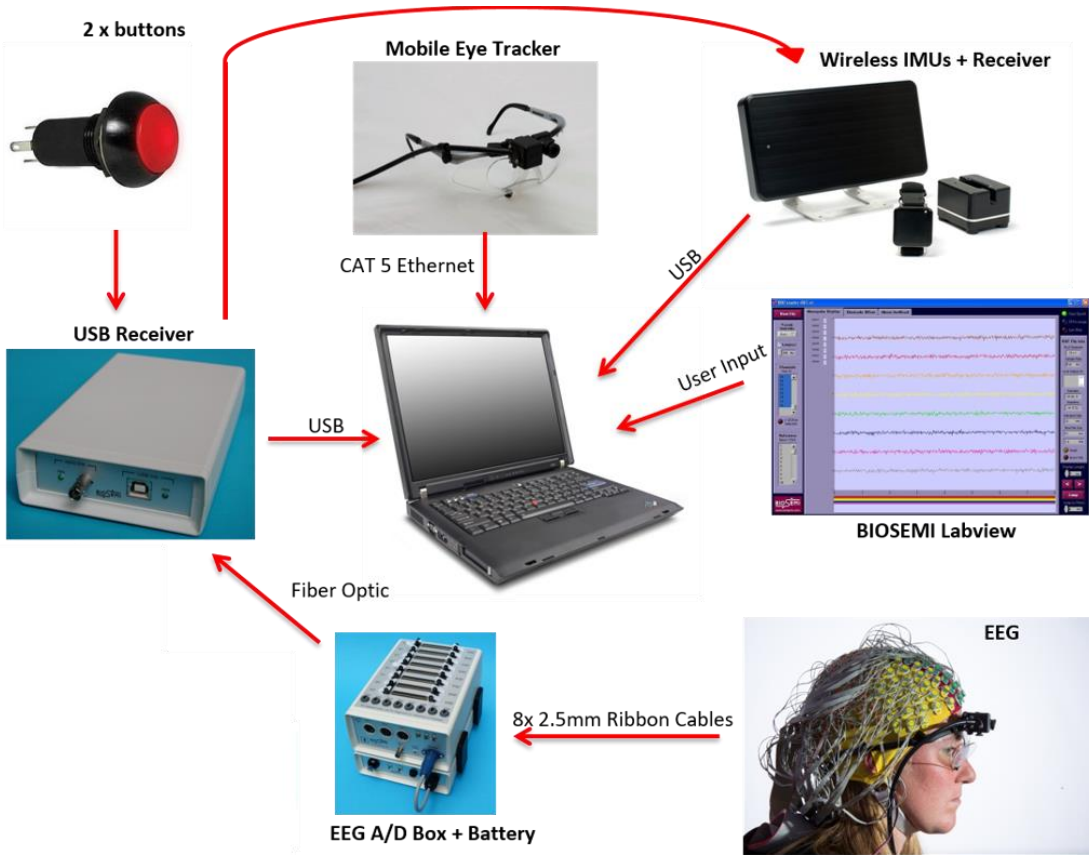 2 x buttons
Mobile Eye Tracker
Wireless IMUs + Receiver
CAT 5 Ethernet
USB
USB Receiver
User Input
USB
BIOSEMI
BIOSEMI Labview
Fiber Optic
EEG
8x 2.5mm Ribbon Cables
EEG A/D Box + Battery